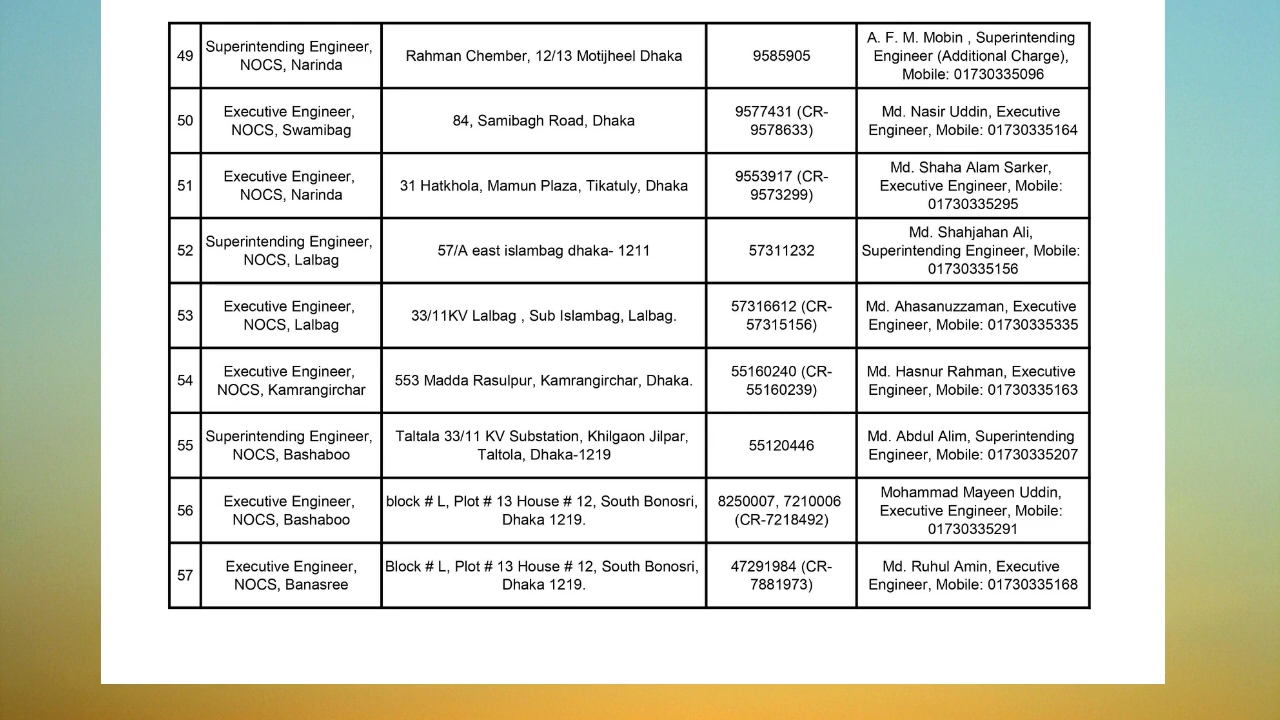 49
Superintending Engineer,
NOCS, Narinda
Rahman Chember, 12/13 Motijheel Dhaka
9585905
A. F. M. Mobin , Superintending
Engineer (Additional Charge),
Mobile: 01730335096
50
Executive Engineer,
NOCS, Swamibag
84, Samibagh Road, Dhaka
9577431 (CR-
9578633)
Md. Nasir Uddin, Executive
Engineer, Mobile: 01730335164
51
Executive Engineer,
NOCS, Narinda
31 Hatkhola, Mamun Plaza, Tikatuly, Dhaka
9553917 (CR-
9573299)
Md. Shaha Alam Sarker,
Executive Engineer, Mobile:
01730335295
52
Superintending Engineer,
NOCS, Lalbag
57/A east islambag dhaka- 1211
57311232
Md. Shahjahan Ali,
Superintending Engineer, Mobile:
01730335156
53
Executive Engineer,
NOCS, Lalbag
33/11KV Lalbag , Sub Islambag, Lalbag.
57316612 (CR-
57315156)
Md. Ahasanuzzaman, Executive
Engineer, Mobile: 01730335335
54
Executive Engineer,
NOCS, Kamrangirchar
553 Madda Rasulpur, Kamrangirchar, Dhaka.
55160240 (CR-
55160239)
Md. Hasnur Rahman, Executive
Engineer, Mobile: 01730335163
55
Superintending Engineer,
NOCS, Bashaboo
Taltala 33/11 KV Substation, Khilgaon Jilpar,
Taltola, Dhaka-1219
55120446
Md. Abdul Alim, Superintending
Engineer, Mobile: 01730335207
56
Executive Engineer,
NOCS, Bashaboo
block # L, Plot # 13 House # 12, South Bonosri,
Dhaka 1219.
8250007, 7210006
(CR-7218492)
Mohammad Mayeen Uddin,
Executive Engineer, Mobile:
01730335291
57
Executive Engineer,
NOCS, Banasree
Block # L, Plot # 13 House # 12, South Bonosri,
Dhaka 1219.
47291984 (CR-
7881973)
Md. Ruhul Amin, Executive
Engineer, Mobile: 01730335168